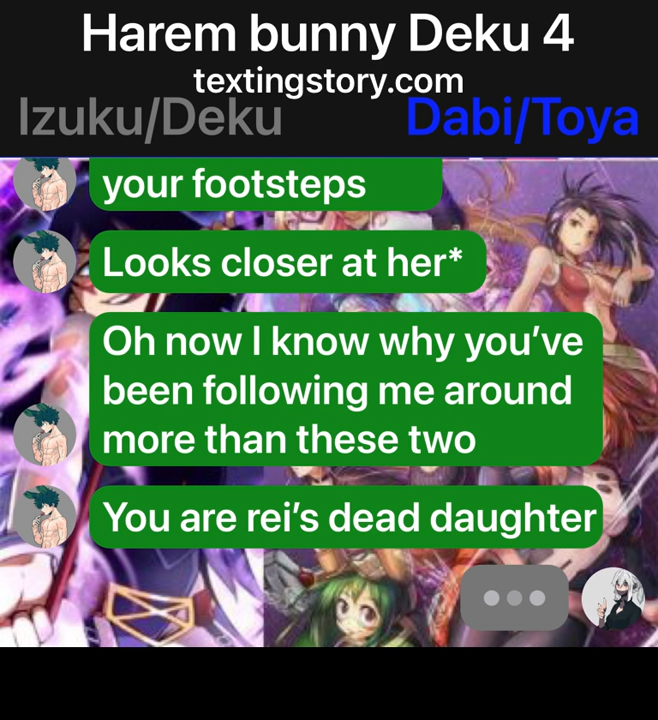 Harem bunny Deku 4
textingstory.com
Izuku/Deku Dabi/Toya
your footsteps
Looks closer at her*
Oh now I know why you’ve
been following me around
more than these two
You are rei’s dead daughter